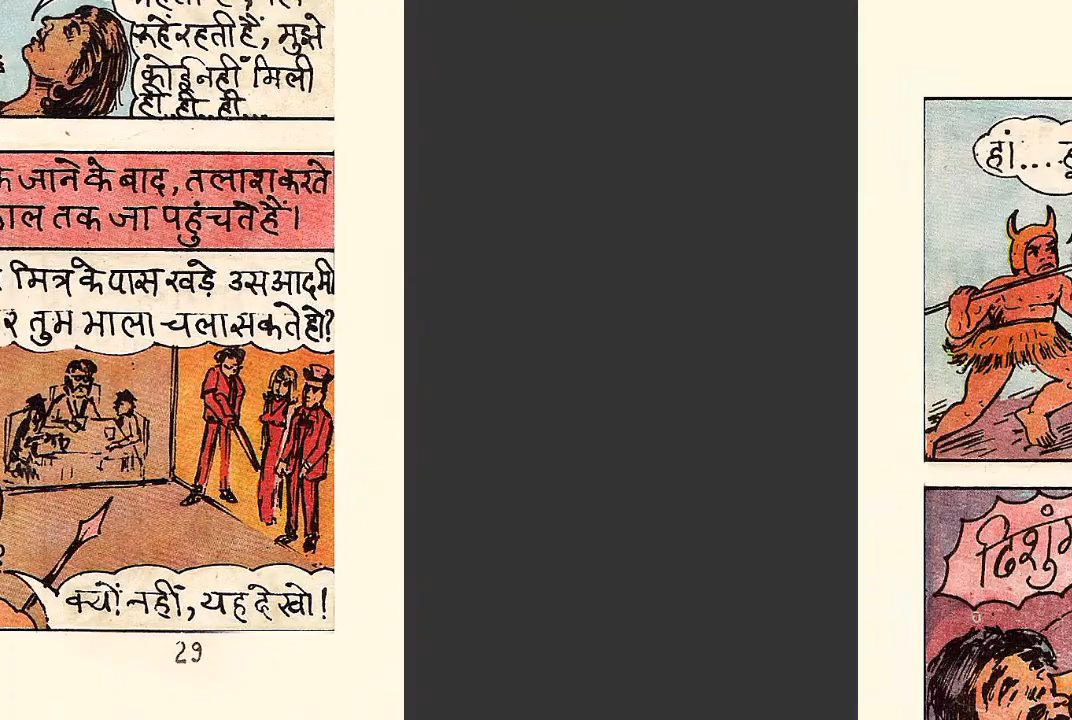 रूहें रहती हैं, मुझे
कोई नहीं मिली
ही..ही..ही...
के जाने के बाद, तलाश करते
हाल तक जा पहुंचते हैं।
मित्र के पास खड़े उस आदमी
तुम भाला चला सकते हो?
क्यों नहीं, यह देखो!
29
हां...
ढिशुंम